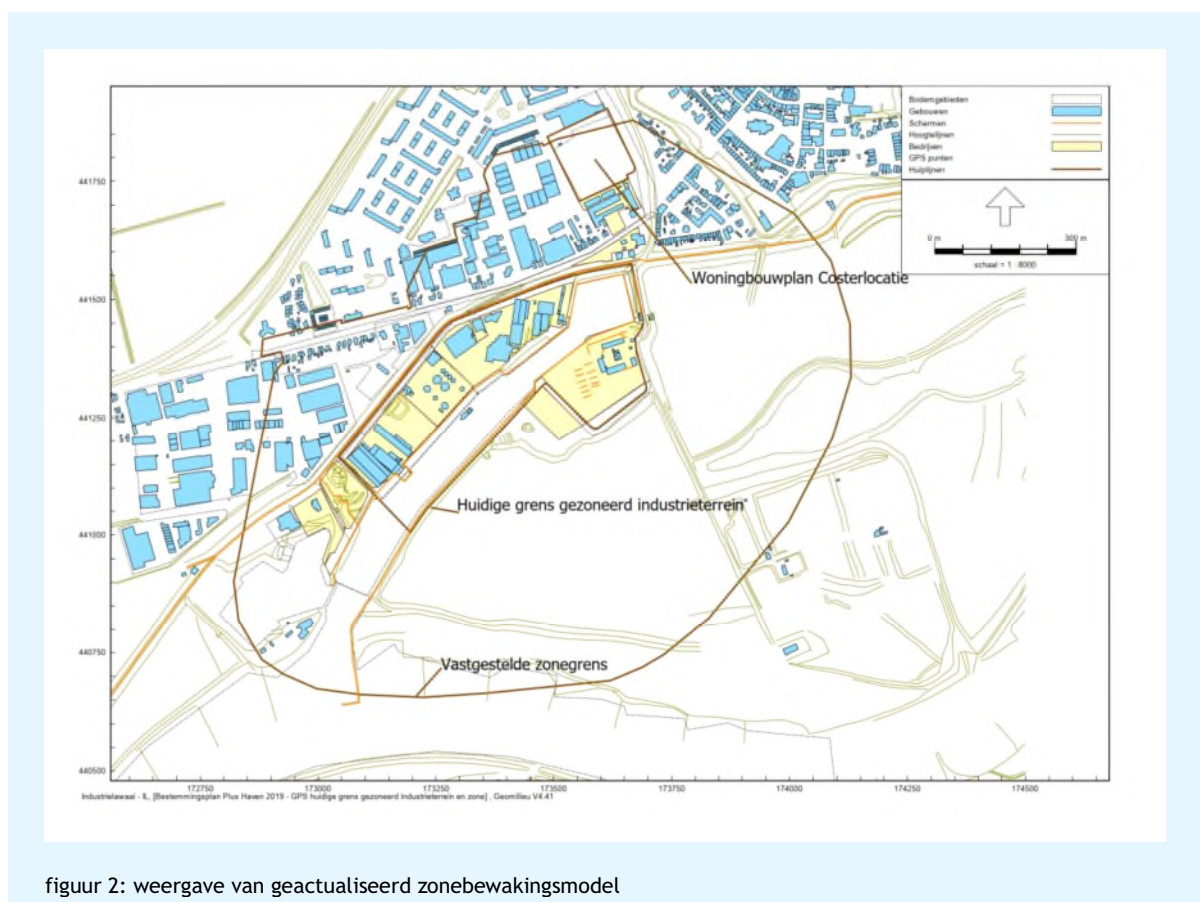 Bodemgebieden
Gebouwen
Schermen
Hoogtelijnen
Bedrijven
GPS punten
Hulplijnen
0 m
300 m
schaal = 1 : 8000
441750
441500
441250
441000
440750
440500
Woningbouwplan Costerlocatie
Huidige grens gezoneerd industrieterrein"
Vastgestelde zonegrens
172750
173000
173250
173500
173750
174000
174250
174500
Industrielawaai - IL, [Bestemmingsplan Plus Haven 2019 - GPS huidige grens gezoneerd industrieterrein en zone] , Geomilieu V4.41
figuur 2: weergave van geactualiseerd zonebewakingsmodel